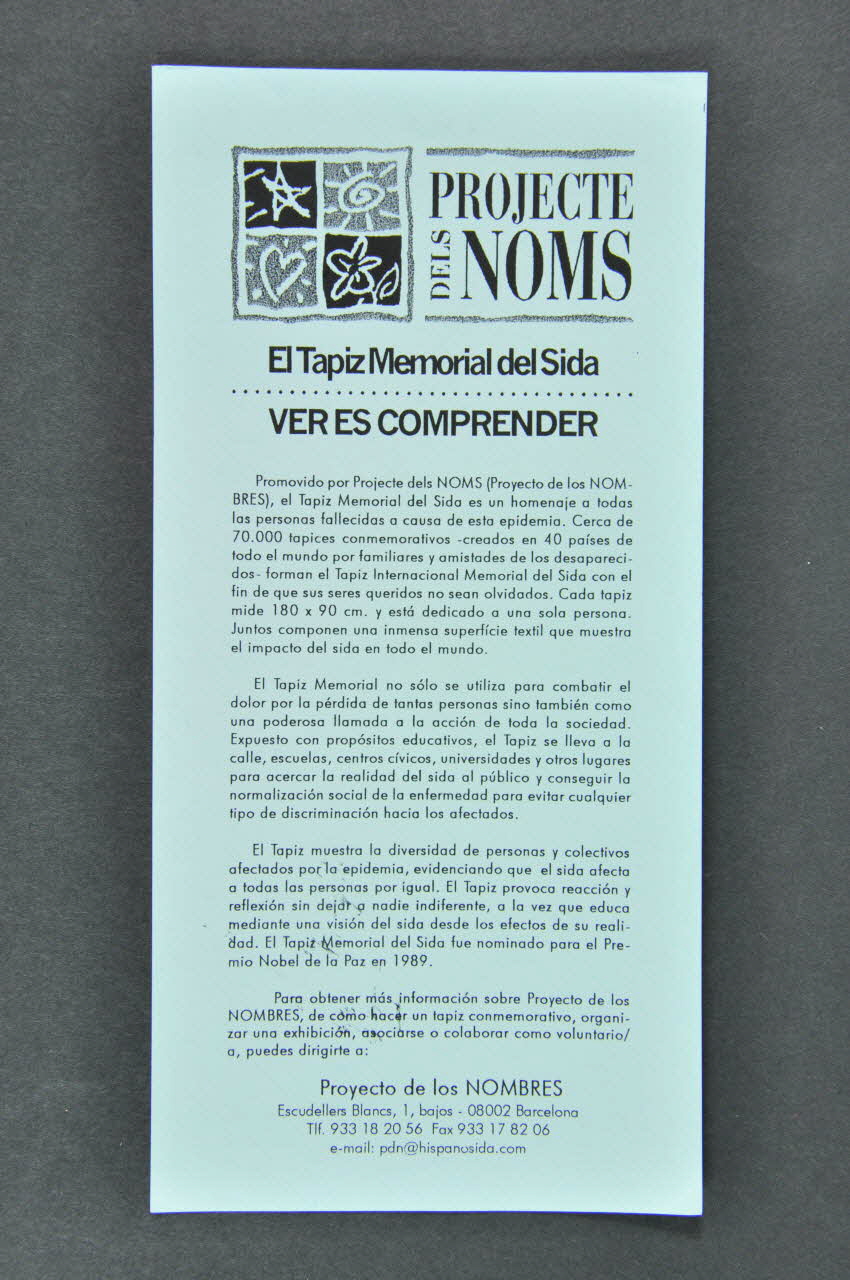 PROJECTE
DELS NOMS
El Tapiz Memorial del Sida
VER ES COMPRENDER
Promovido por Projecte dels NOMS (Proyecto de los NOM-
BRES), el Tapiz Memorial del Sida es un homenaje a todas
las personas fallecidas a causa de esta epidemia. Cerca de
70.000 tapices conmemorativos -creados en 40 países de
todo el mundo por familiares y amistades de los desapareci-
dos- forman el Tapiz Internacional Memorial del Sida con el
fin de que sus seres queridos no sean olvidados. Cada tapiz
mide 180 x 90 cm. y está dedicado a una sola persona.
Juntos componen una inmensa superfície textil que muestra
el impacto del sida en todo el mundo.
El Tapiz Memorial no sólo se utiliza para combatir el
dolor por la pérdida de tantas personas sino también como
una poderosa llamada a la acción de toda la sociedad.
Expuesto con propósitos educativos, el Tapiz se lleva a la
calle, escuelas, centros cívicos, universidades y otros lugares
para acercar la realidad del sida al público y conseguir la
normalización social de la enfermedad para evitar cualquier
tipo de discriminación hacia los afectados.
El Tapiz muestra la diversidad de personas y colectivos
afectados por la epidemia, evidenciando que el sida afecta
a todas las personas por igual. El Tapiz provoca reacción y
reflexión sin dejar a nadie indiferente, a la vez que educa
mediante una visión del sida desde los efectos de su reali-
dad. El Tapiz Memorial del Sida fue nominado para el Pre-
mio Nobel de la Paz en 1989.
Para obtener más información sobre Proyecto de los
NOMBRES, de cómo hacer un tapiz conmemorativo, organi-
zar una exhibición, asociarse o colaborar como voluntario/
a, puedes dirigirte a:
Proyecto de los NOMBRES
Escudellers Blancs, 1, bajos - 08002 Barcelona
Tlf. 933 18 20 56 Fax 933 17 82 06
e-mail: pdn@hispanosida.com